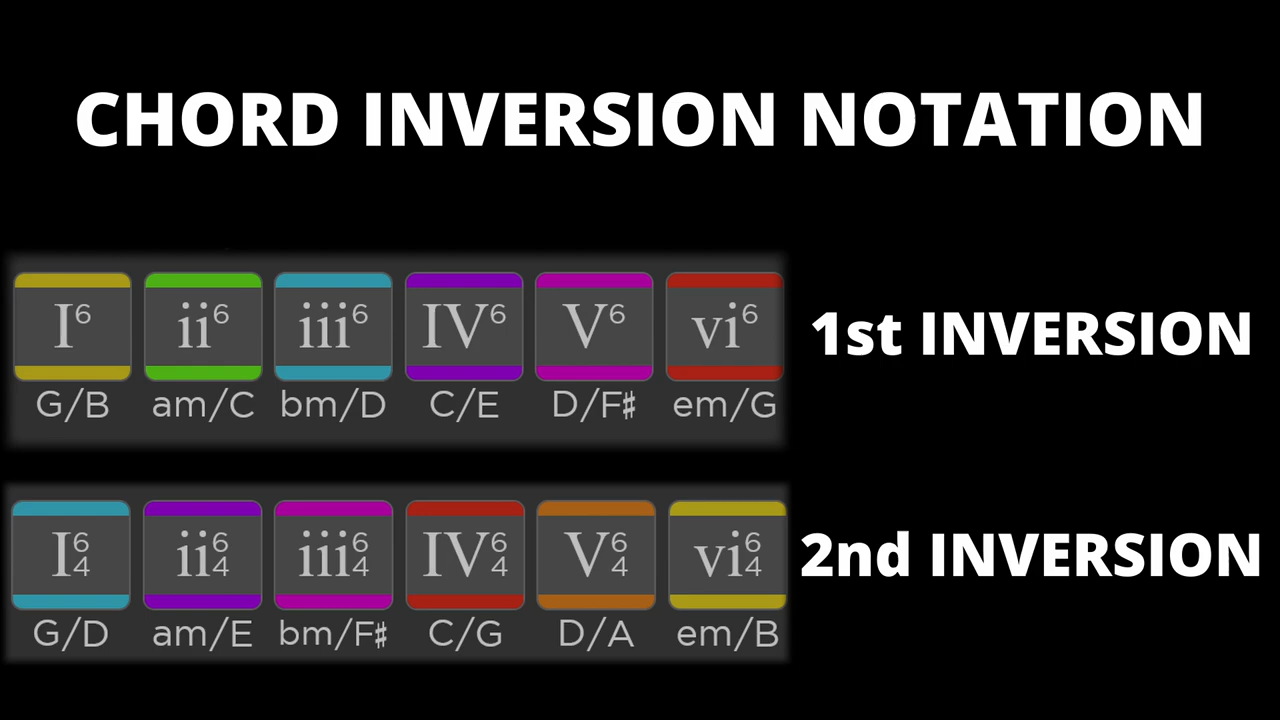 CHORD INVERSION NOTATION
I⁶ ii⁶ iii⁶ IV⁶ V⁶ vi⁶
1st INVERSION
G/B am/C bm/D C/E D/F♯ em/G
I⁶₄ ii⁶₄ iii⁶₄ IV⁶₄ V⁶₄ vi⁶₄
2nd INVERSION
G/D am/E bm/F♯ C/G D/A em/B